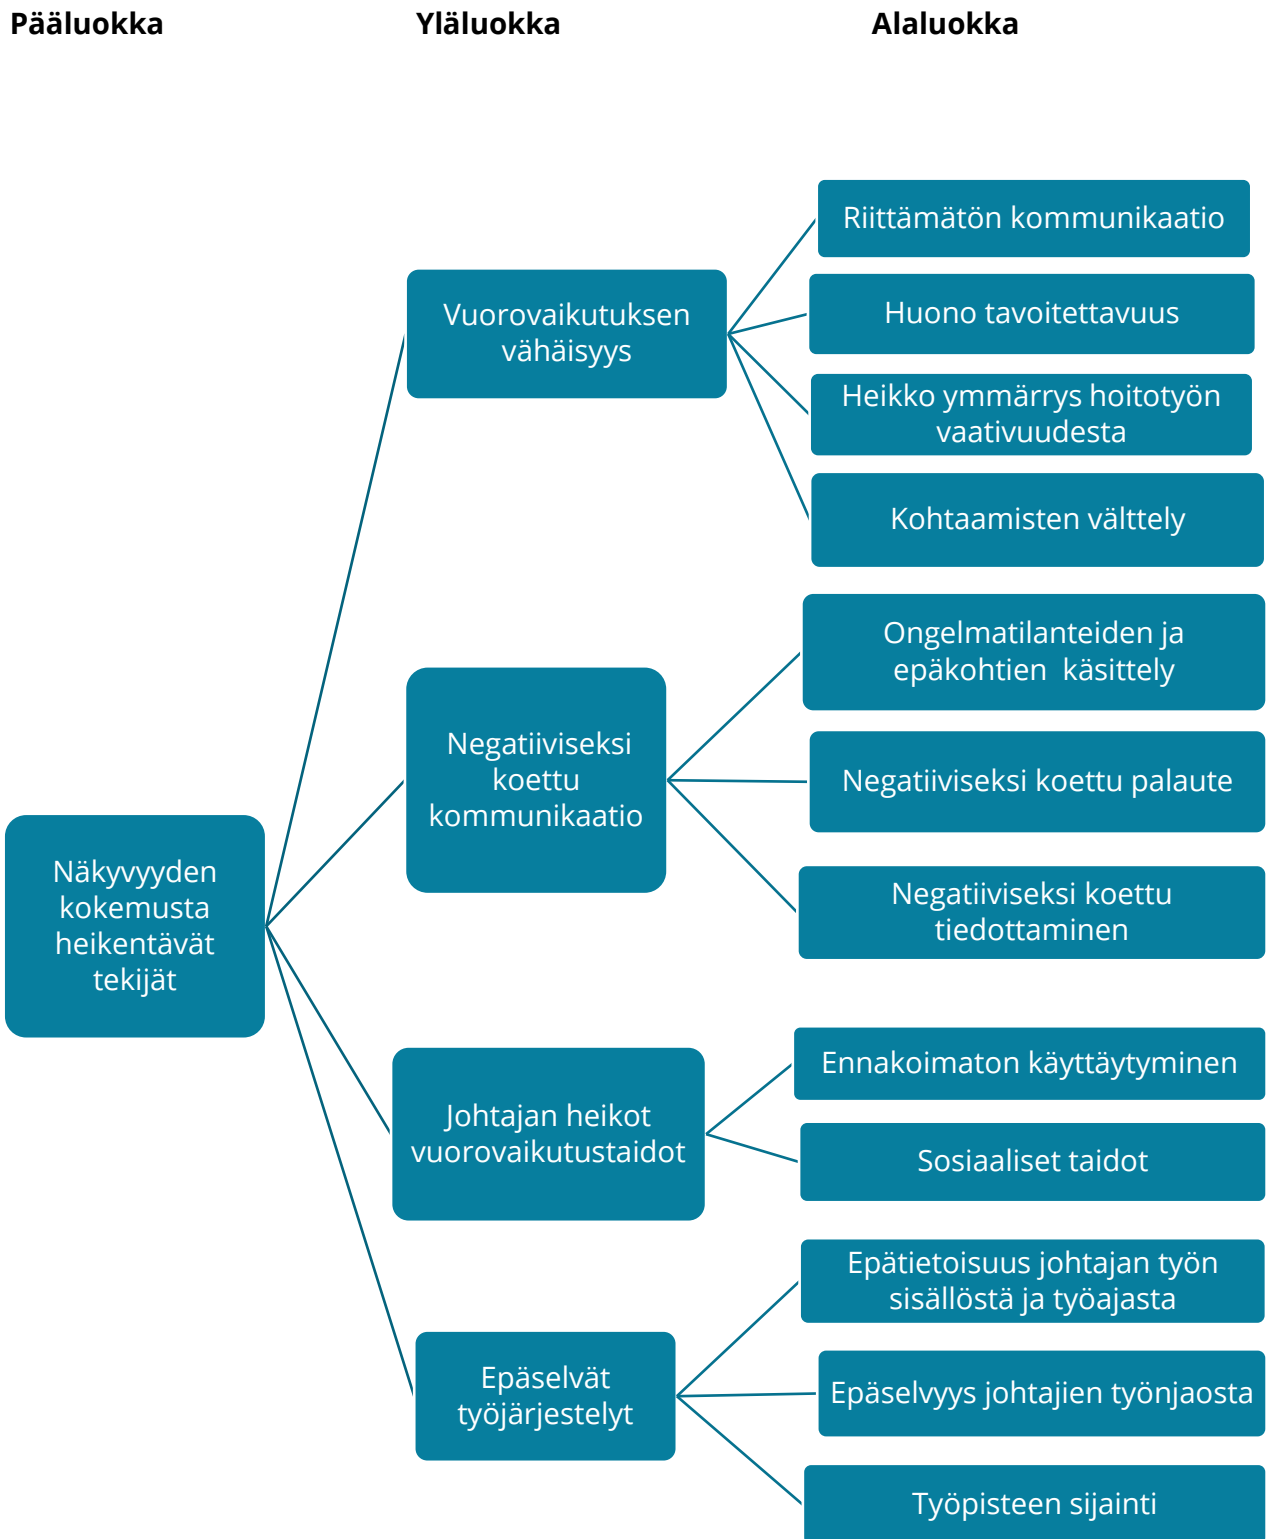 Pääluokka
Yläluokka
Alaluokka
Näkyvyyden
kokemusta
heikentävät
tekijät
Vuorovaikutuksen
vähäisyys
Riittämätön kommunikaatio
Huono tavoitettavuus
Heikko ymmärrys hoitotyön
vaativuudesta
Kohtaamisten välttely
Negatiiviseksi
koettu
kommunikaatio
Ongelmatilanteiden ja
epäkohtien  käsittely
Negatiiviseksi koettu palaute
Negatiiviseksi koettu
tiedottaminen
Johtajan heikot
vuorovaikutustaidot
Ennakoimaton käyttäytyminen
Sosiaaliset taidot
Epäselvät
työjärjestelyt
Epätietoisuus johtajan työn
sisällöstä ja työajasta
Epäselvyys johtajien työnjaosta
Työpisteen sijainti